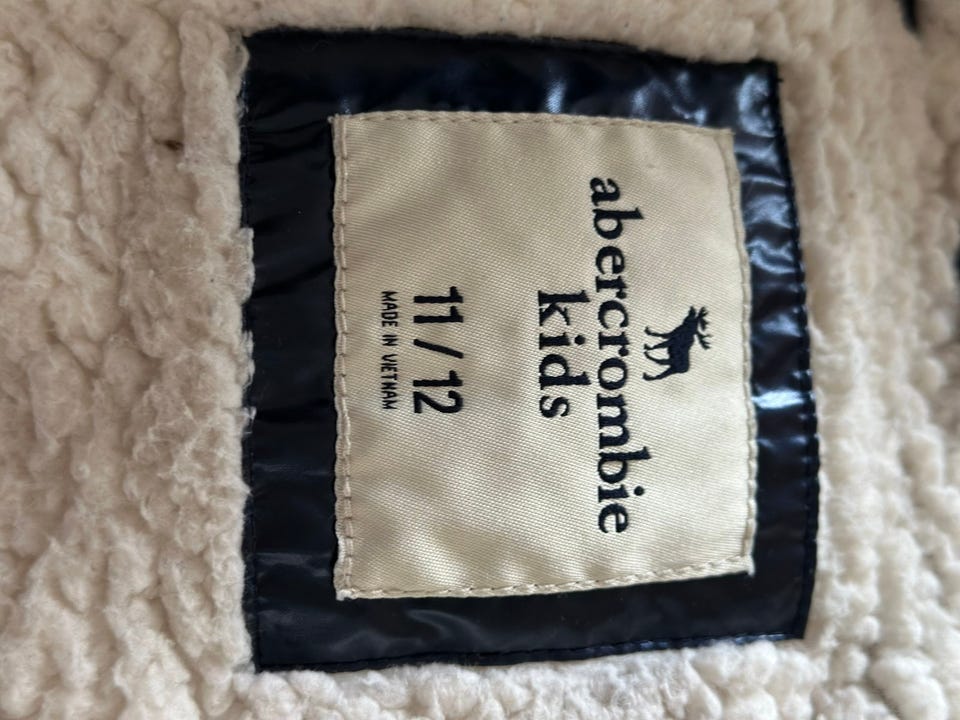 abercrombie
kids
11/12
MADE IN VIETNAM